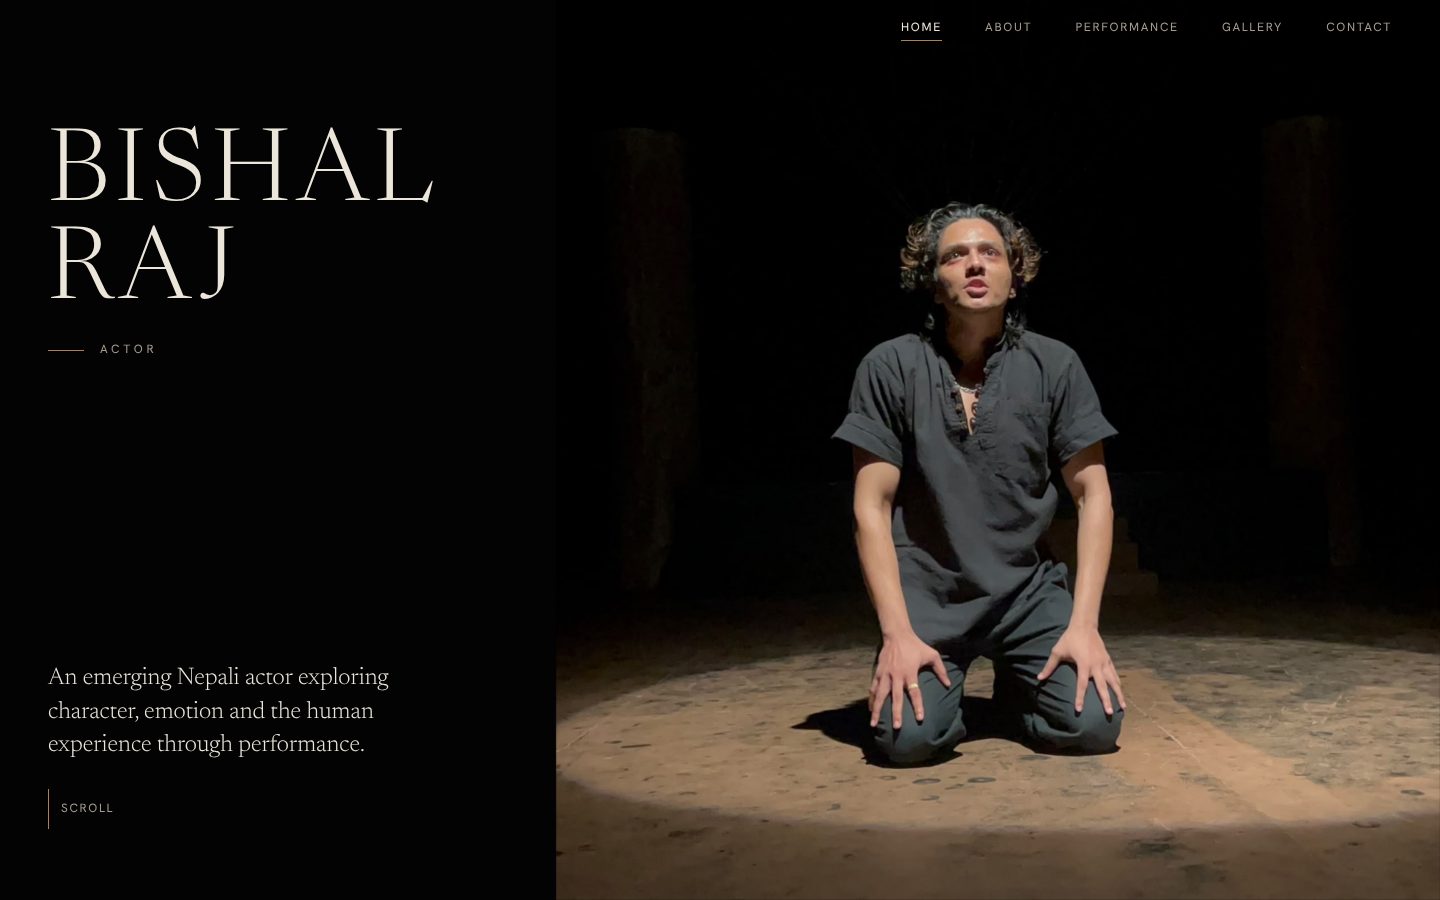 HOME ABOUT PERFORMANCE GALLERY CONTACT
BISHAL
RAJ
ACTOR
An emerging Nepali actor exploring
character, emotion and the human
experience through performance.
SCROLL